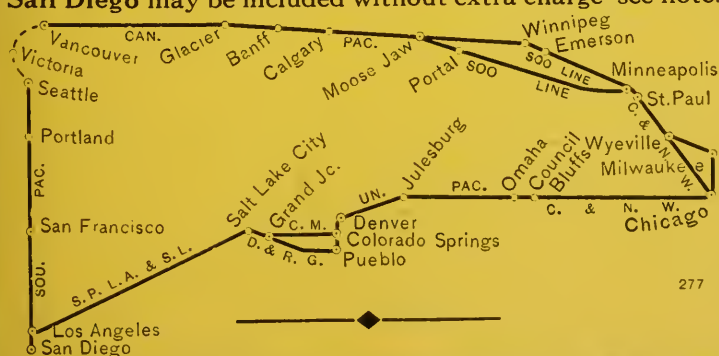 San Diego may be included without extra charge see note.
Vancouver
CAN.
Glacier
Banff
Calgary
PAC.
Moose Jaw
Winnipeg
Emerson
Portal
SOO
LINE
SOO LINE
Minneapolis
St. Paul
Victoria
Seattle
C. & N. W.
Wyeville
Milwaukee
Portland
PAC.
Salt Lake City
Grand Jc.
Julesburg
Omaha
Council
Bluffs
UN.
PAC.
C. & N. W.
Chicago
San Francisco
C. M.
Denver
Colorado Springs
D. & R. G.
Pueblo
S.P. L.A. & S.L.
SOU.
277
Los Angeles
San Diego